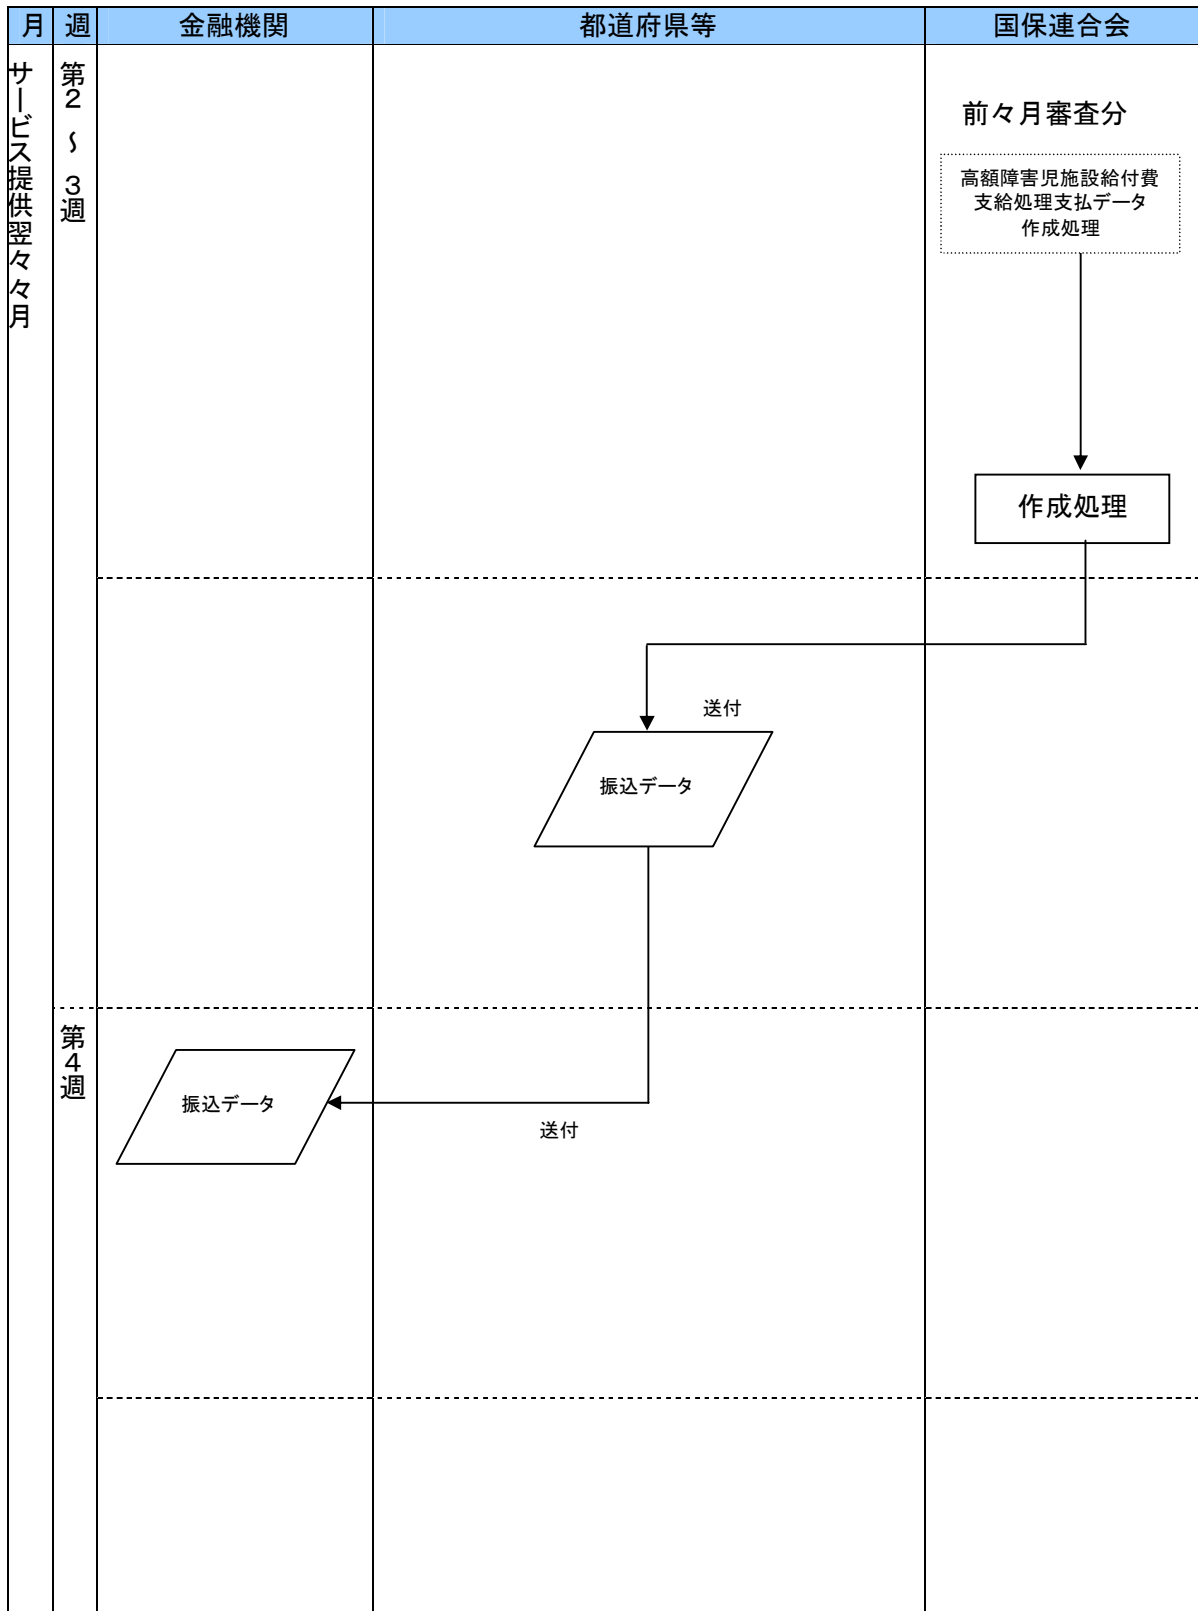 月 週 金融機関 都道府県等 国保連合会
サービス提供翌々々月
第2～3週
前々月審査分
高額障害児施設給付費
支給処理支払データ
作成処理
作成処理
送付
振込データ
第4週
振込データ
送付